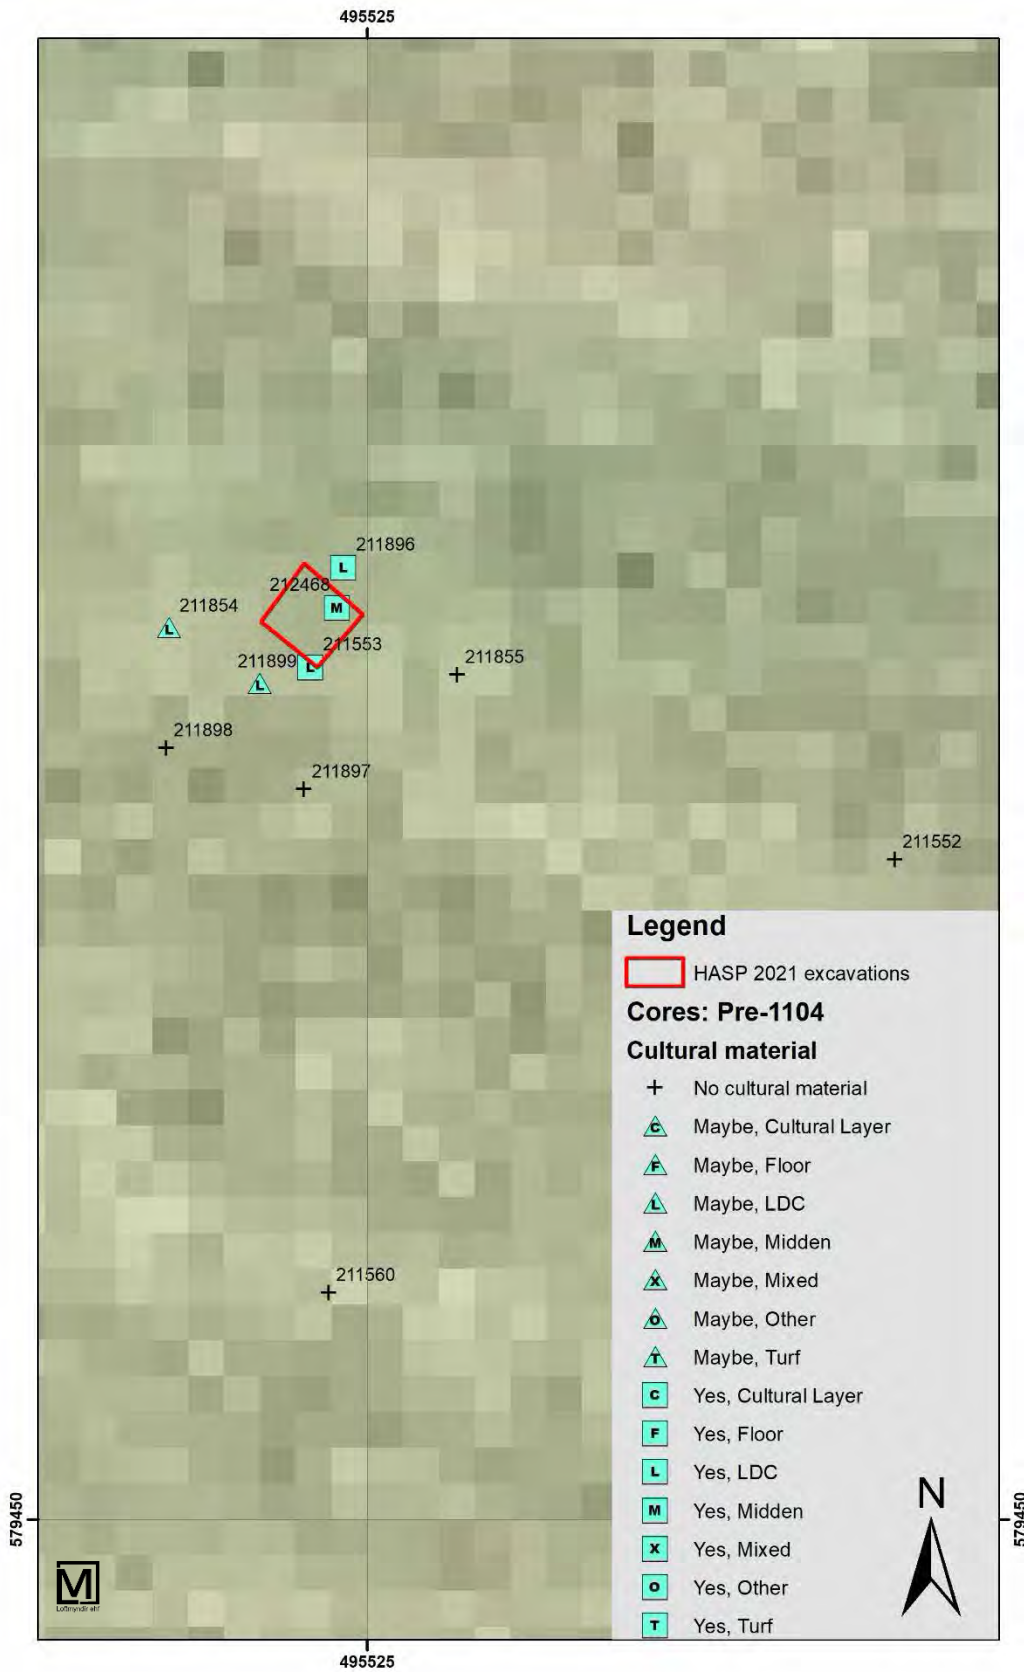 495525
211896
212468
M
L
211854
L
211553
211899
L
L
211855
211898
211897
211552
Legend
HASP 2021 excavations
Cores: Pre-1104
Cultural material
No cultural material
C Maybe, Cultural Layer
F Maybe, Floor
L Maybe, LDC
M Maybe, Midden
X Maybe, Mixed
O Maybe, Other
T Maybe, Turf
C Yes, Cultural Layer
F Yes, Floor
L Yes, LDC
M Yes, Midden
X Yes, Mixed
O Yes, Other
T Yes, Turf
211560
N
579450
579450
M
Loftmyndir ehf
495525